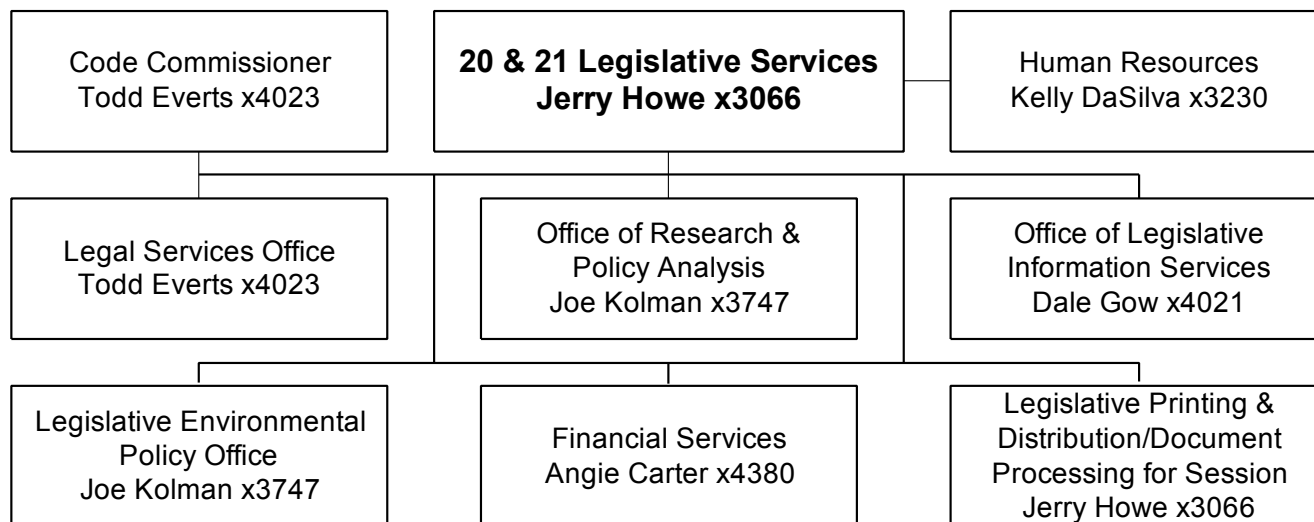 Code Commissioner
Todd Everts x4023
20 & 21 Legislative Services
Jerry Howe x3066
Human Resources
Kelly DaSilva x3230
Legal Services Office
Todd Everts x4023
Office of Research &
Policy Analysis
Joe Kolman x3747
Office of Legislative
Information Services
Dale Gow x4021
Legislative Environmental
Policy Office
Joe Kolman x3747
Financial Services
Angie Carter x4380
Legislative Printing &
Distribution/Document
Processing for Session
Jerry Howe x3066